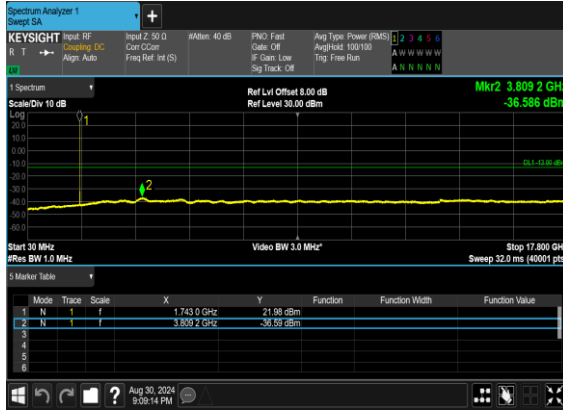 Spectrum Analyzer 1
Swept SA
+
KEYSIGHT Input: RF Input Z: 50 Ω #Atten: 40 dB PNO: Fast Avg Type: Power (RMS) 1 2 3 4 5 6
R T Coupling: DC Corr CCorr Gate: Off Avg|Hold: 100/100 A W W W W W
Align: Auto Freq Ref: Int (S) IF Gain: Low Trig: Free Run
Sig Track: Off A N N N N N
1 Spectrum Ref Lvl Offset 8.00 dB Mkr2 3.809 2 GHz
Scale/Div 10 dB Ref Level 30.00 dBm -36.586 dBm
Log
20.0
10.0
0.00
-10.0
-20.0
-30.0
-40.0
-50.0
-60.0
1
DL1 -13.00 dBm
2
Start 30 MHz Video BW 3.0 MHz* Stop 17.800 GHz
#Res BW 1.0 MHz Sweep 32.0 ms (40001 pts)
5 Marker Table
Mode Trace Scale X Y Function Function Width Function Value
1 N 1 f 1.743 0 GHz 21.98 dBm
2 N 1 f 3.809 2 GHz -36.59 dBm
3
4
5
6
? Aug 30, 2024
9:09:14 PM